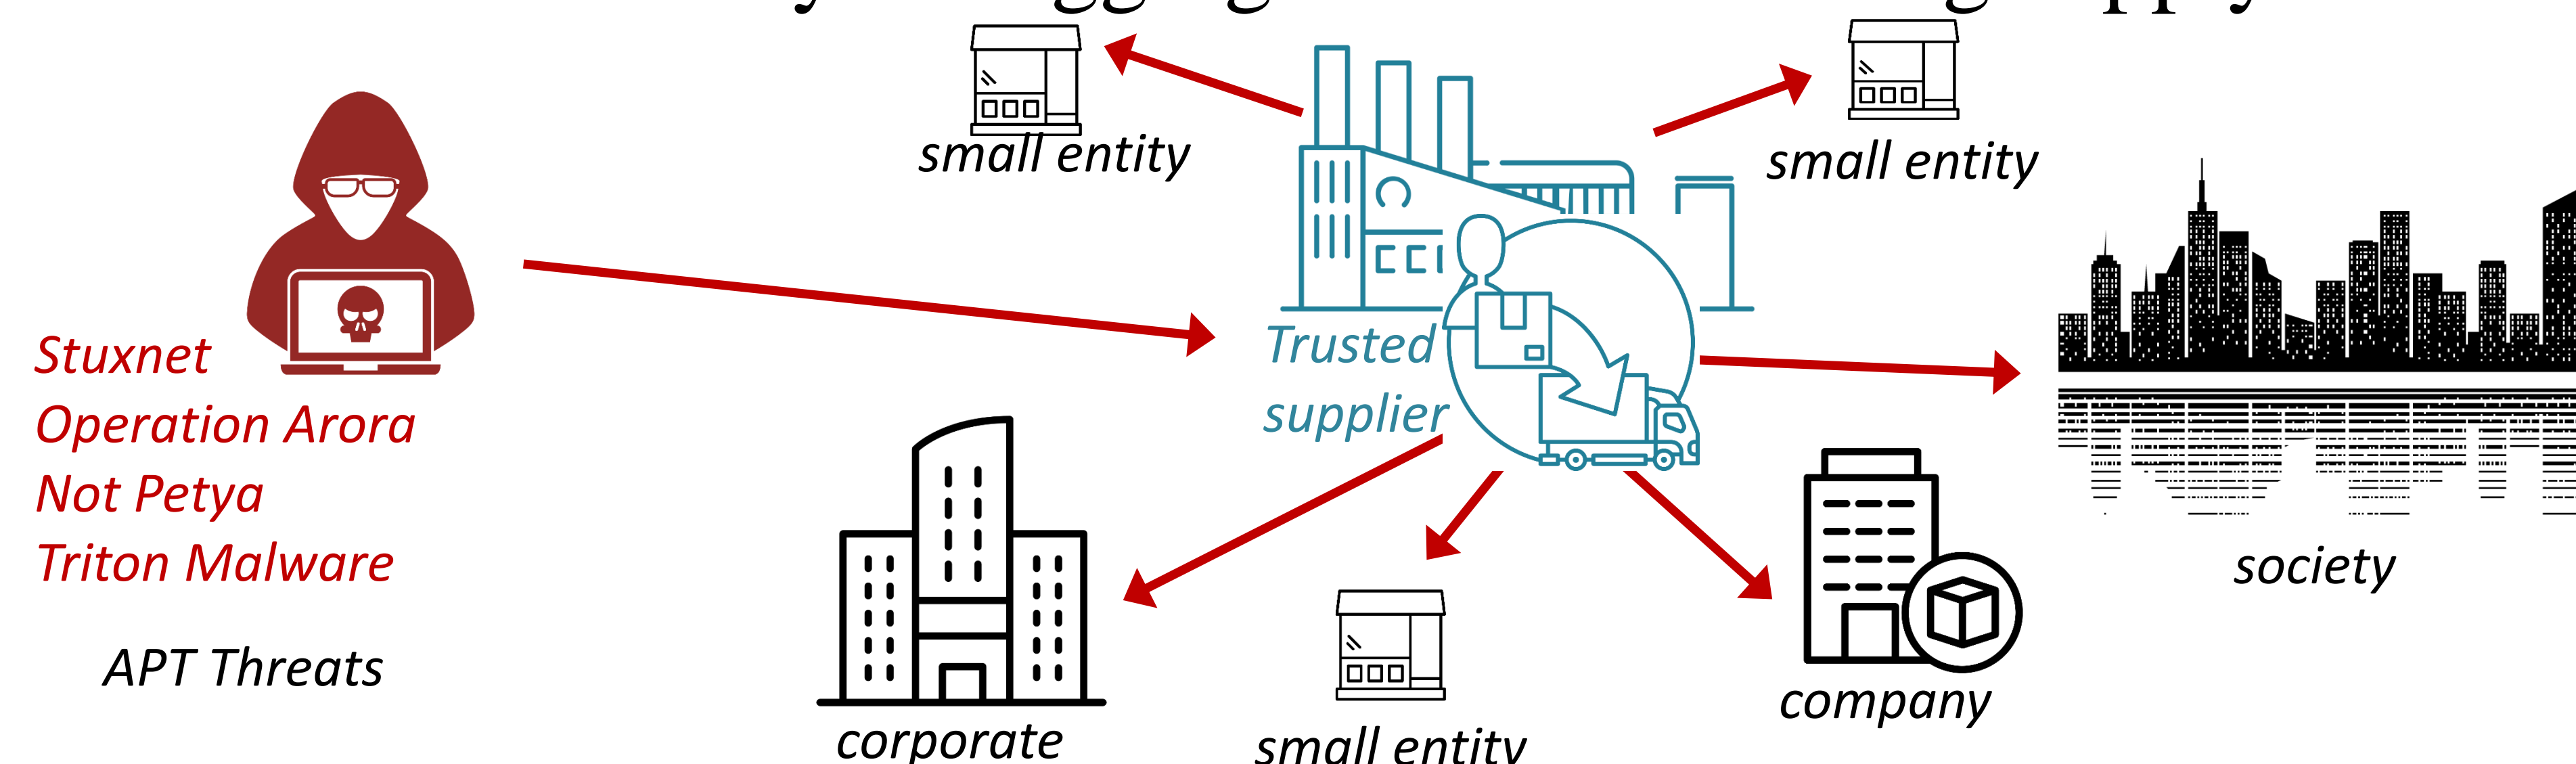 small entity
small entity
Trusted
supplier
Stuxnet
Operation Arora
Not Petya
Triton Malware
APT Threats
society
company
corporate
small entity